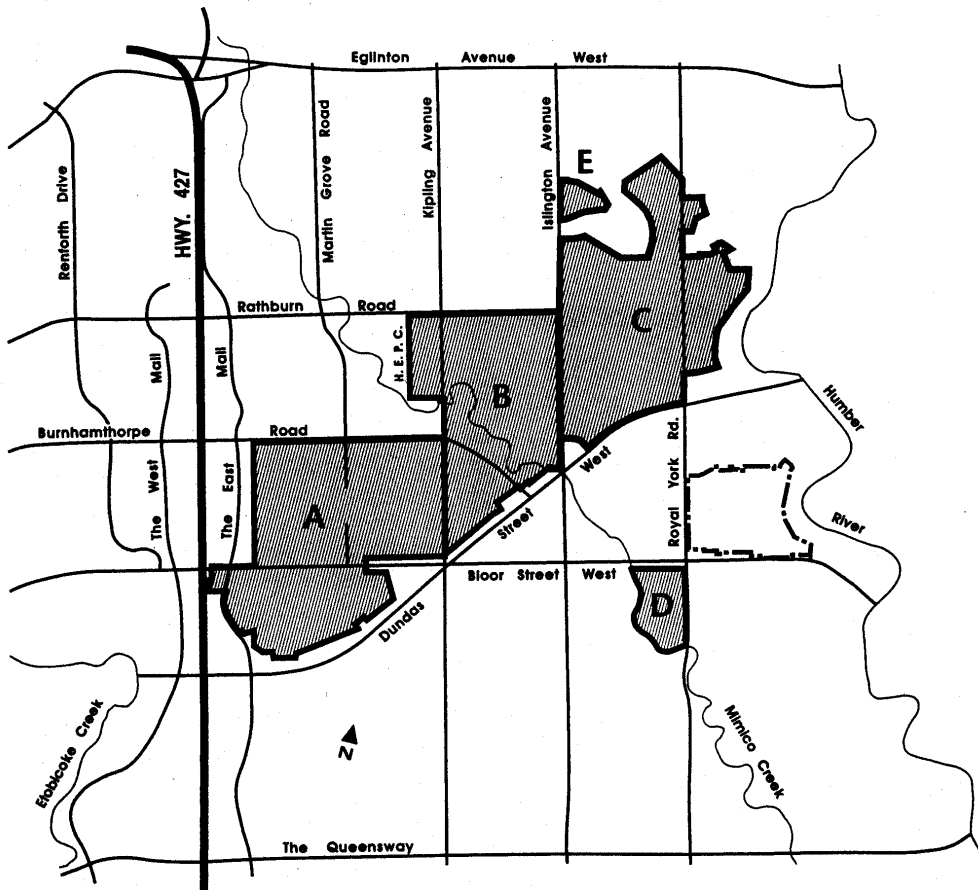 Eglinton Avenue West
Renforth Drive
HWY. 427
Martin Grove Road
Kipling Avenue
Islington Avenue
E
Rathburn Road
H. E. P. C.
C
B
The West Mall
The East Mall
Burnhamthorpe Road
A
Humber River
Royal York Rd.
Dundas Street West
Bloor Street West
D
N
Etobicoke Creek
Mimico Creek
The Queensway